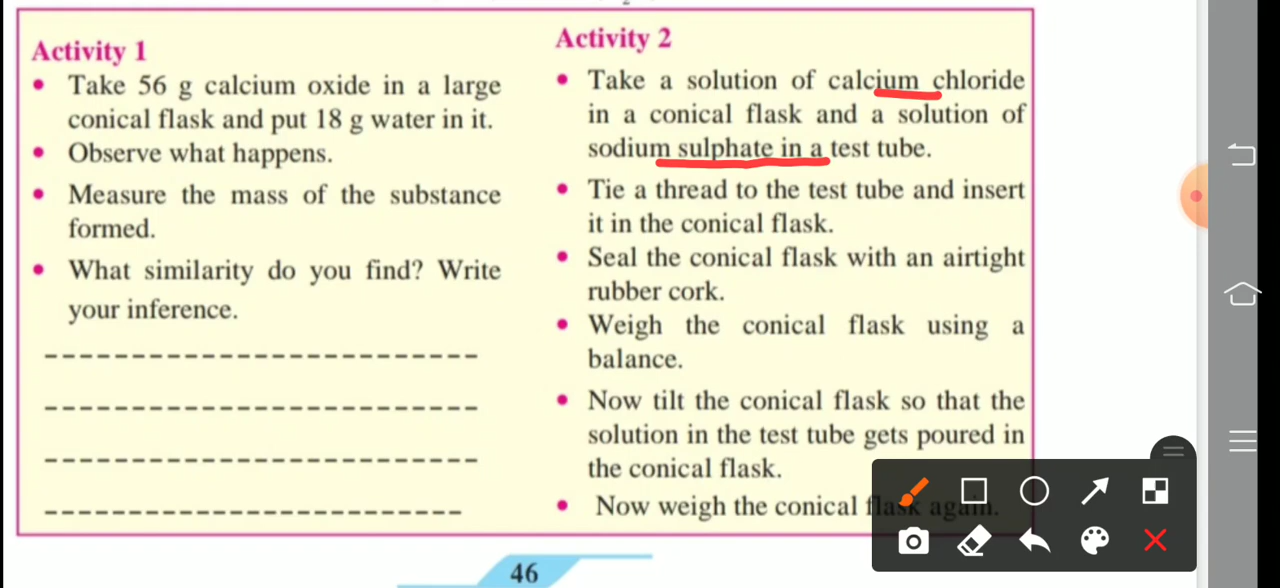 Activity 1
• Take 56 g calcium oxide in a large
conical flask and put 18 g water in it.
• Observe what happens.
• Measure the mass of the substance
formed.
• What similarity do you find? Write
your inference.
Activity 2
• Take a solution of calcium chloride
in a conical flask and a solution of
sodium sulphate in a test tube.
• Tie a thread to the test tube and insert
it in the conical flask.
• Seal the conical flask with an airtight
rubber cork.
• Weigh the conical flask using a
balance.
• Now tilt the conical flask so that the
solution in the test tube gets poured in
the conical flask.
• Now weigh the conical flask again.
46